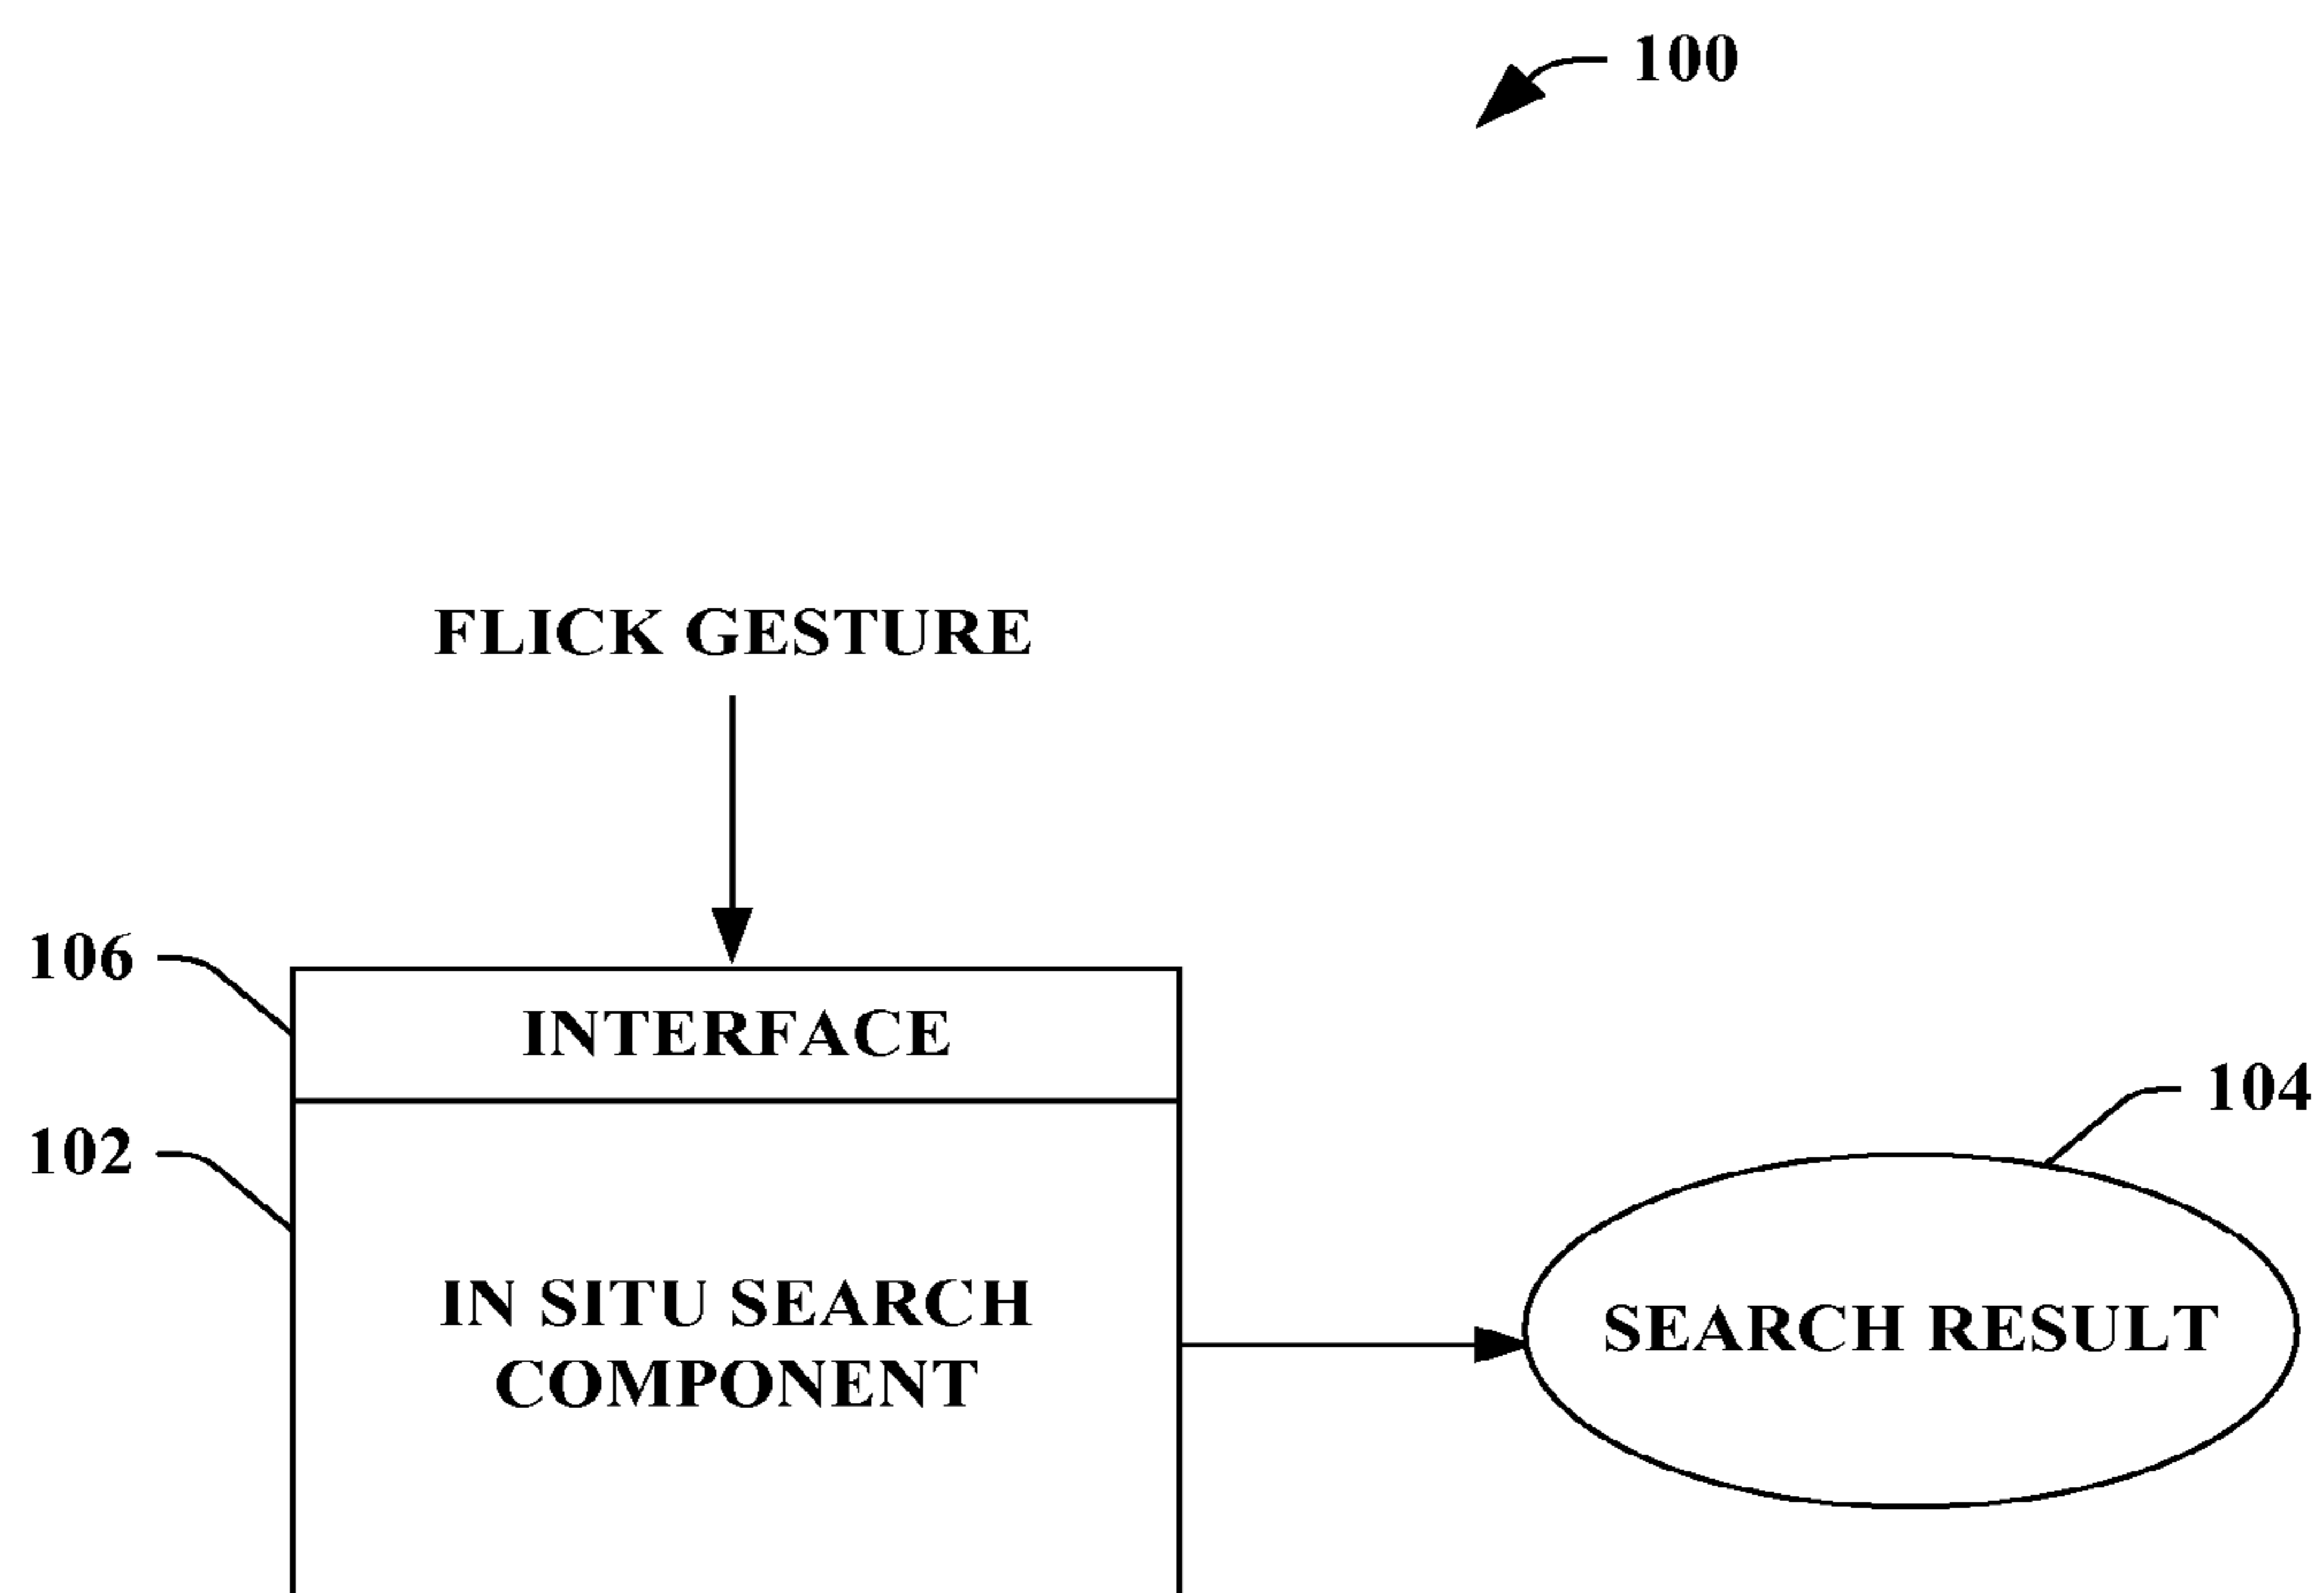 100
FLICK GESTURE
106
INTERFACE
102
104
IN SITU SEARCH
COMPONENT
SEARCH RESULT